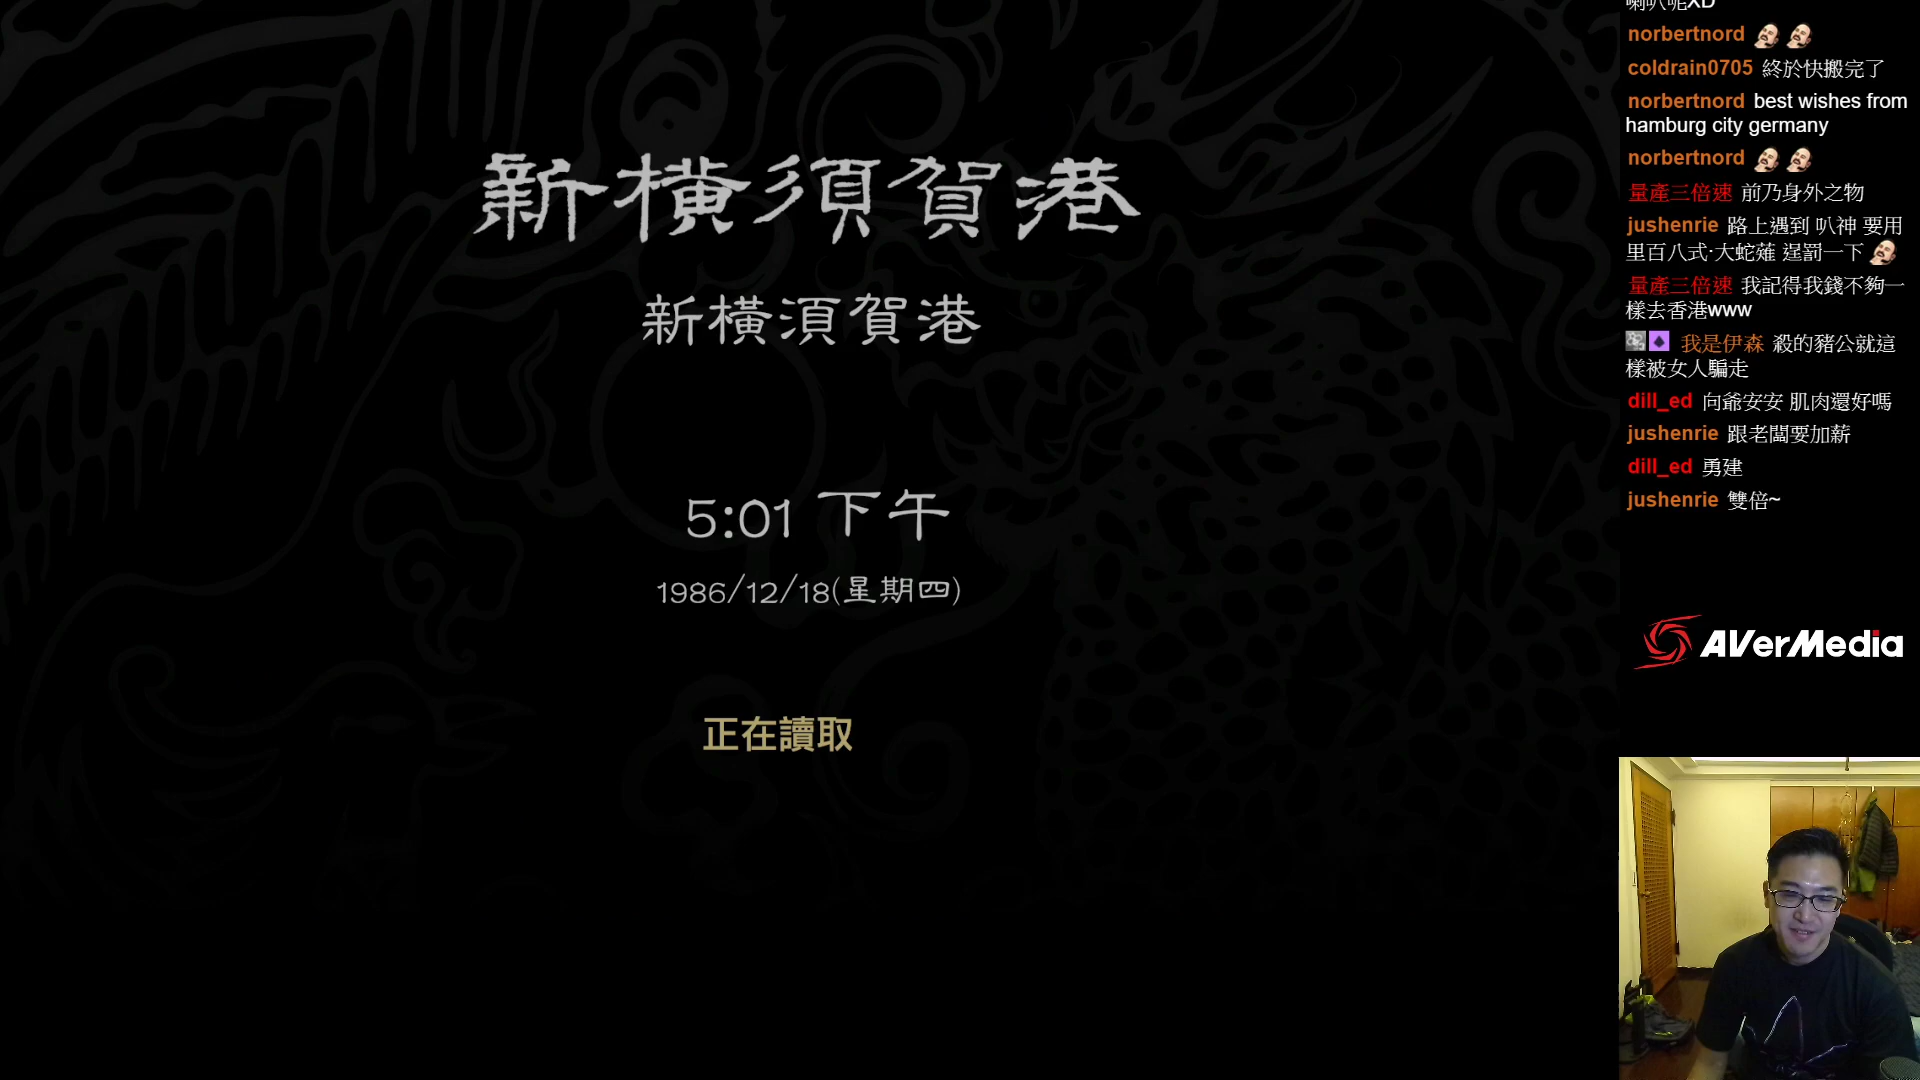 新橫須賀港
新橫須賀港
5:01 下午
1986/12/18(星期四)
正在讀取
喇叭呢XD
norbertnord
coldrain0705 終於快搬完了
norbertnord best wishes from
hamburg city germany
norbertnord
量產三倍速 前乃身外之物
jushenrie 路上遇到 叭神 要用
里百八式·大蛇薙 逞罰一下
量產三倍速 我記得我錢不夠一
樣去香港www
我是伊森 殺的豬公就這
樣被女人騙走
dill_ed 向爺安安 肌肉還好嗎
jushenrie 跟老闆要加薪
dill_ed 勇建
jushenrie 雙倍~
AVerMedia